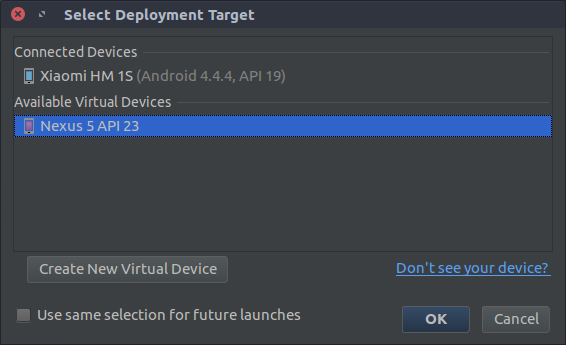 Select Deployment Target
Connected Devices
Xiaomi HM 1S (Android 4.4.4, API 19)
Available Virtual Devices
Nexus 5 API 23
Create New Virtual Device
Don't see your device?
Use same selection for future launches
OK
Cancel